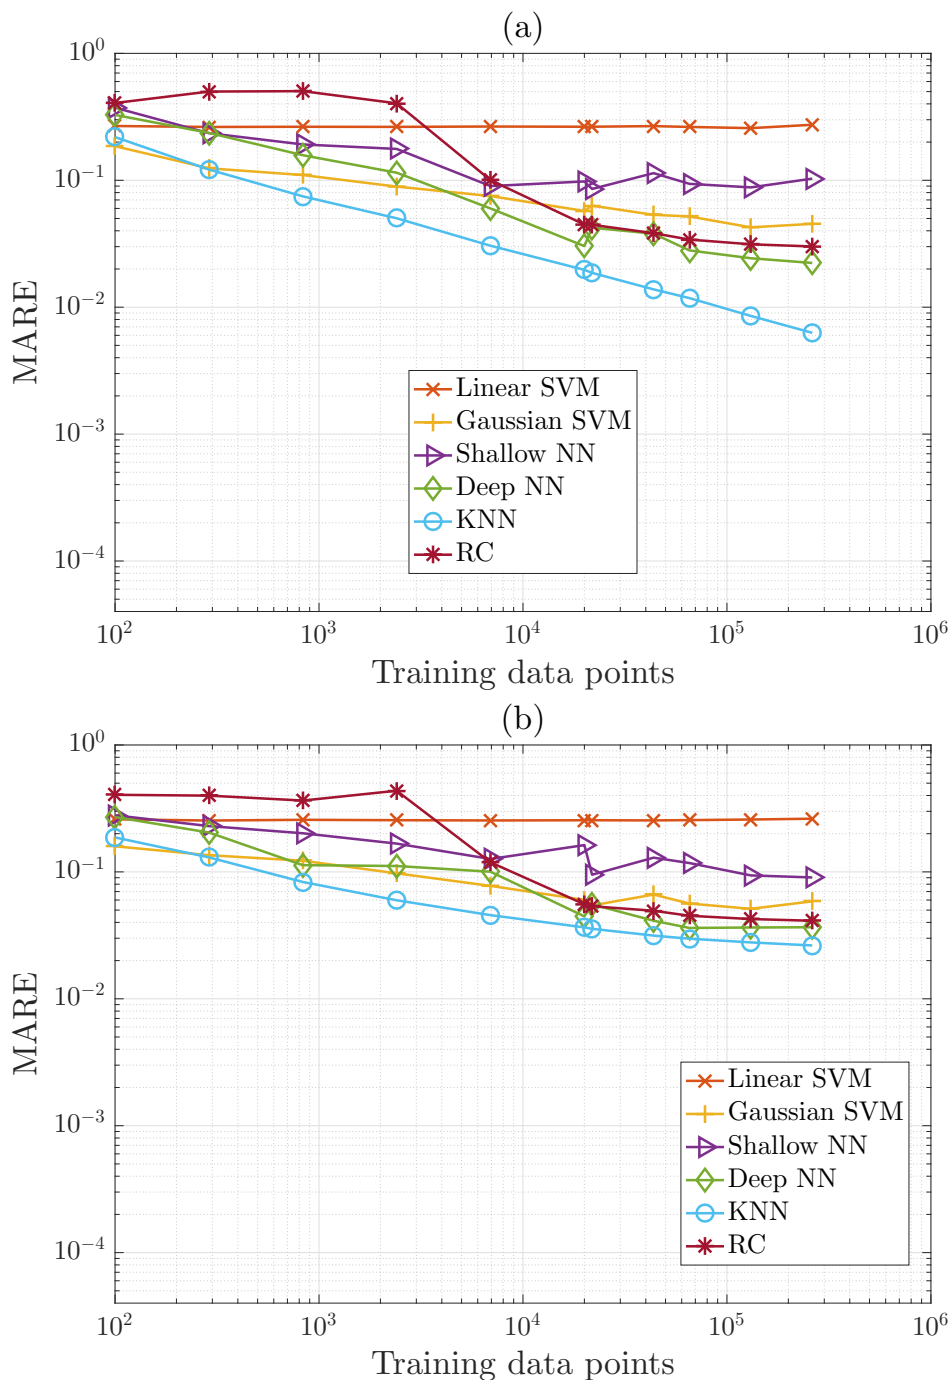 (a)
10^0
10^-1
10^-2
10^-3
10^-4
MARE
Linear SVM
Gaussian SVM
Shallow NN
Deep NN
KNN
RC
10^2 10^3 10^4 10^5 10^6
Training data points
(b)
10^0
10^-1
10^-2
10^-3
10^-4
MARE
Linear SVM
Gaussian SVM
Shallow NN
Deep NN
KNN
RC
10^2 10^3 10^4 10^5 10^6
Training data points